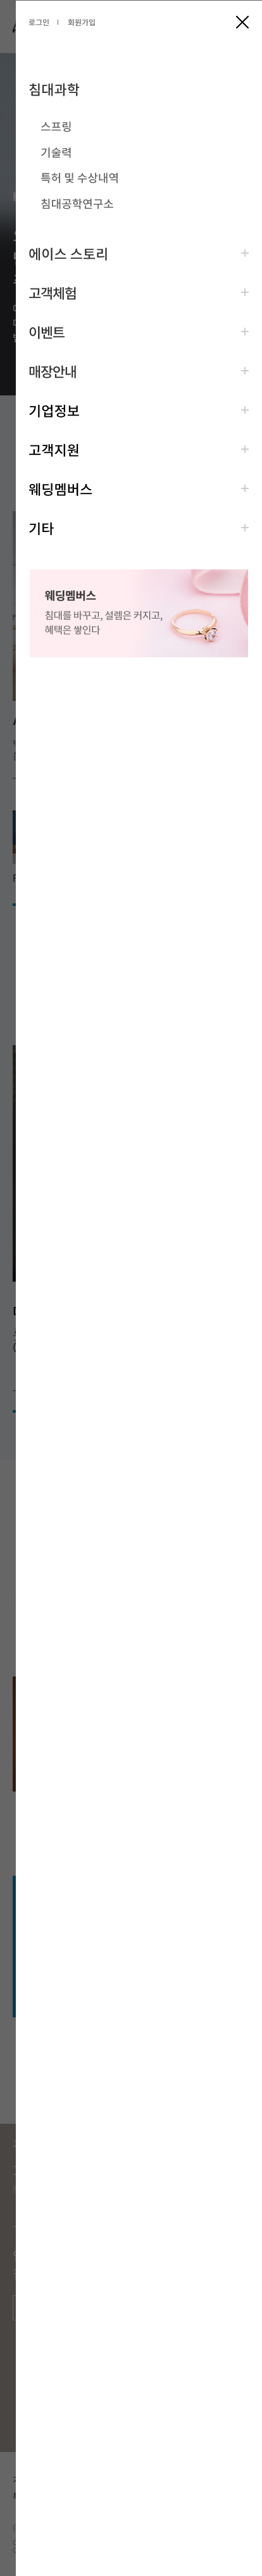 로그인 | 회원가입
침대과학
스프링
기술력
특허 및 수상내역
침대공학연구소
에이스 스토리
고객체험
이벤트
매장안내
기업정보
고객지원
웨딩멤버스
기타
웨딩멤버스
침대를 바꾸고, 설렘은 커지고,
혜택은 쌓인다